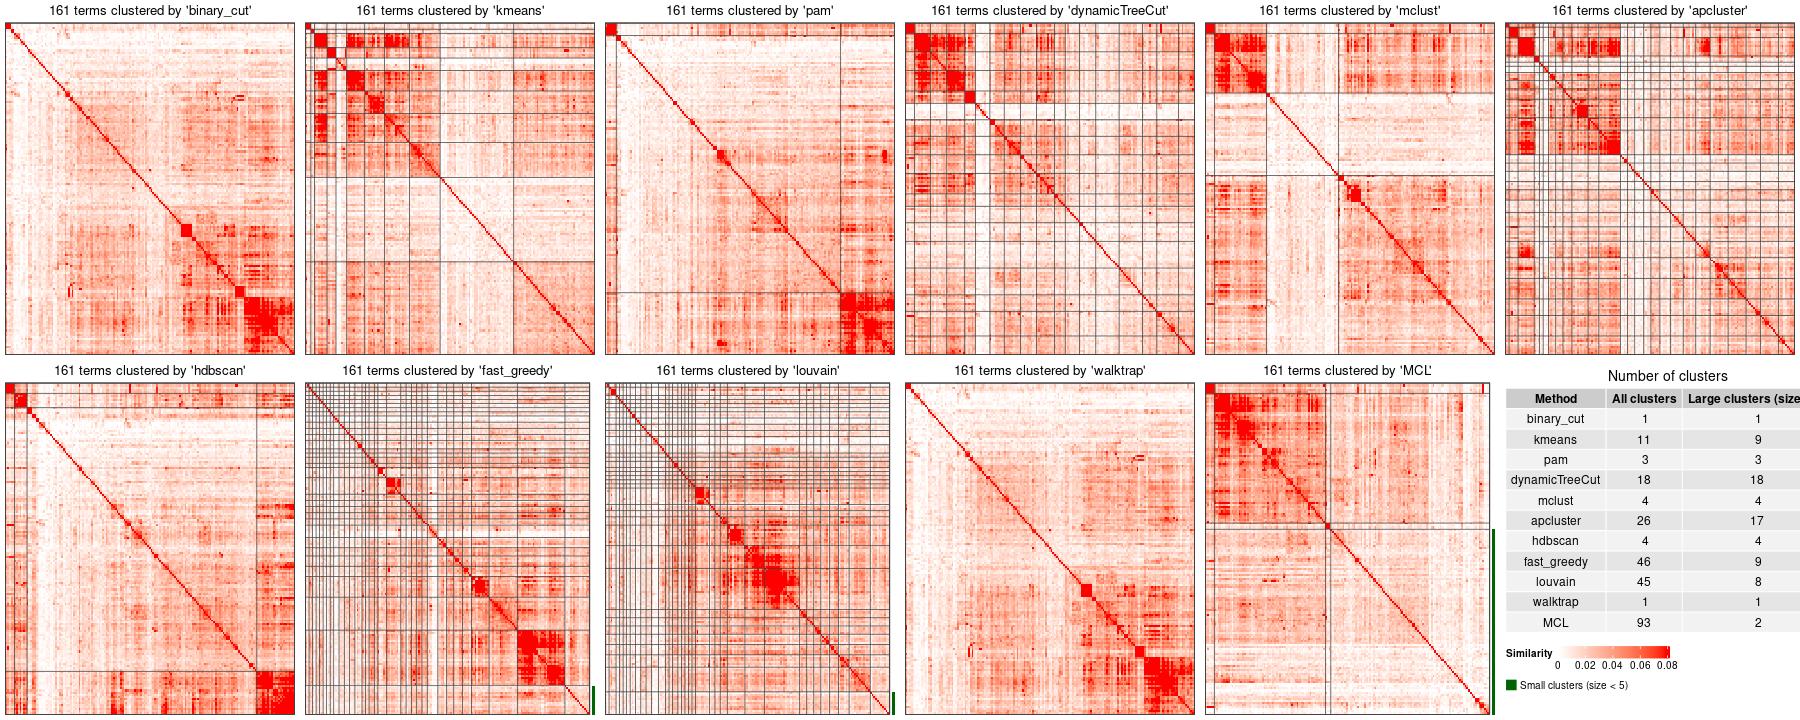 161 terms clustered by 'binary_cut'
161 terms clustered by 'kmeans'
161 terms clustered by 'pam'
161 terms clustered by 'dynamicTreeCut'
161 terms clustered by 'mclust'
161 terms clustered by 'apcluster'
161 terms clustered by 'hdbscan'
161 terms clustered by 'fast_greedy'
161 terms clustered by 'louvain'
161 terms clustered by 'walktrap'
161 terms clustered by 'MCL'
Number of clusters
Method All clusters Large clusters (size
binary_cut 1 1
kmeans 11 9
pam 3 3
dynamicTreeCut 18 18
mclust 4 4
apcluster 26 17
hdbscan 4 4
fast_greedy 46 9
louvain 45 8
walktrap 1 1
MCL 93 2
Similarity
0 0.02 0.04 0.06 0.08
Small clusters (size < 5)